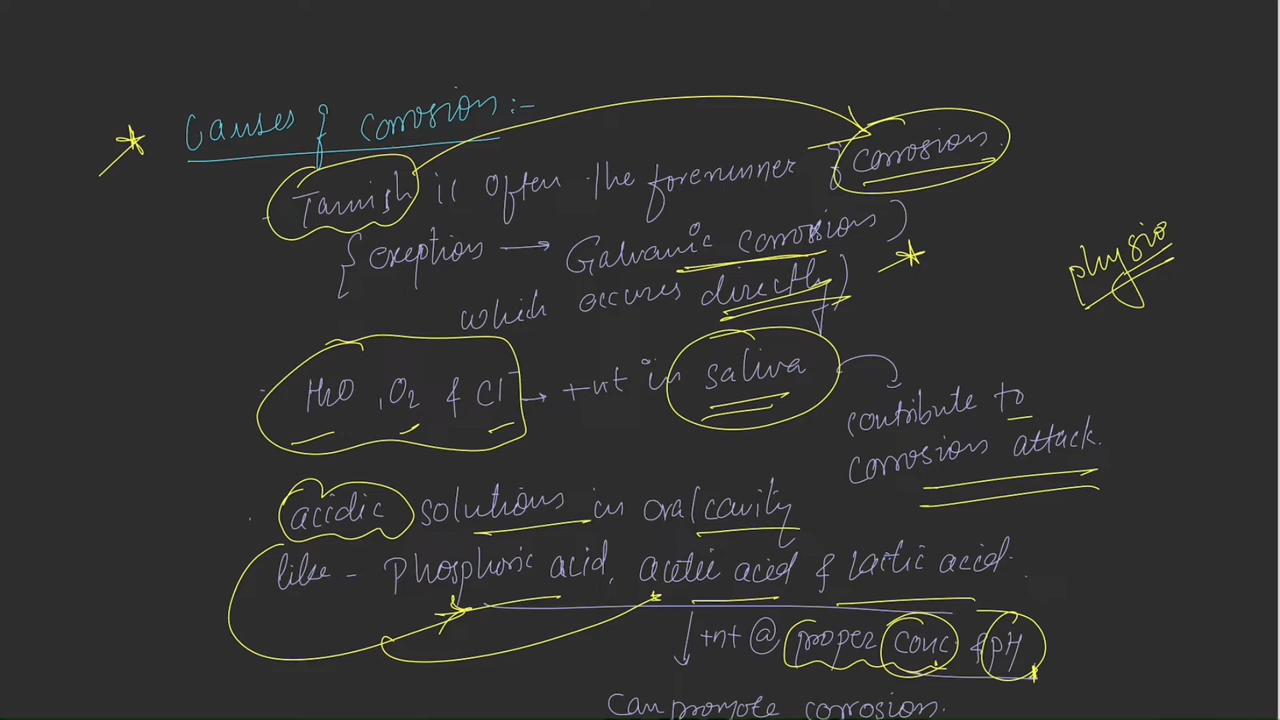 Causes of corrosion :-
Tarnish is often the forerunner of corrosion.
{exeption → Galvanic corrosion)
which occures directly}
physio
H2O , O2 & Cl⁻ → +nt in saliva
contribute to
corrosion attack.
acidic solutions in oral cavity
like - phosphoric acid, acetic acid & lactic acid.
↓ +nt @ proper conc & pH
can promote corrosion.